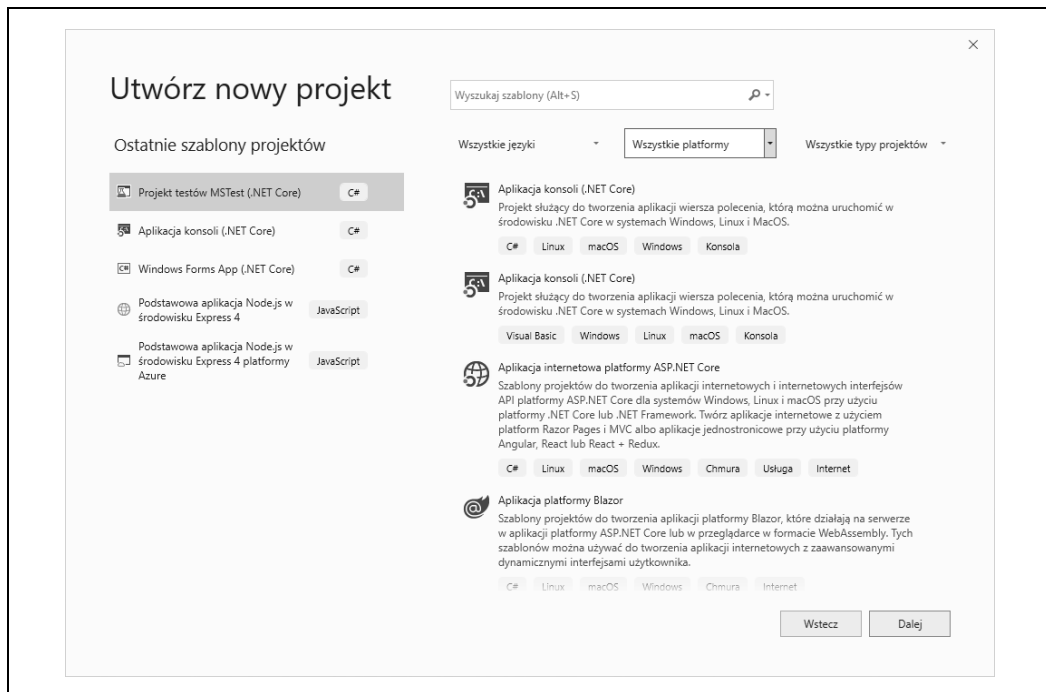 Utwórz nowy projekt
Wyszukaj szablony (Alt+S)
Ostatnie szablony projektów
Wszystkie języki
Wszystkie platformy
Wszystkie typy projektów
Projekt testów MSTest (.NET Core)
C#
Aplikacja konsoli (.NET Core)
C#
Windows Forms App (.NET Core)
C#
Podstawowa aplikacja Node.js w
środowisku Express 4
JavaScript
Podstawowa aplikacja Node.js w
środowisku Express 4 platformy
Azure
JavaScript
Aplikacja konsoli (.NET Core)
Projekt służący do tworzenia aplikacji wiersza polecenia, którą można uruchomić w
środowisku .NET Core w systemach Windows, Linux i MacOS.
C# Linux macOS Windows Konsola
Aplikacja konsoli (.NET Core)
Projekt służący do tworzenia aplikacji wiersza polecenia, którą można uruchomić w
środowisku .NET Core w systemach Windows, Linux i MacOS.
Visual Basic Windows Linux macOS Konsola
Aplikacja internetowa platformy ASP.NET Core
Szablony projektów do tworzenia aplikacji internetowych i internetowych interfejsów
API platformy ASP.NET Core dla systemów Windows, Linux i macOS przy użyciu
platformy .NET Core lub .NET Framework. Twórz aplikacje internetowe z użyciem
platform Razor Pages i MVC albo aplikacje jednostronicowe przy użyciu platformy
Angular, React lub React + Redux.
C# Linux macOS Windows Chmura Usługa Internet
Aplikacja platformy Blazor
Szablony projektów do tworzenia aplikacji platformy Blazor, które działają na serwerze
w aplikacji platformy ASP.NET Core lub w przeglądarce w formacie WebAssembly. Tych
szablonów można używać do tworzenia aplikacji internetowych z zaawansowanymi
dynamicznymi interfejsami użytkownika.
C# Linux macOS Windows Chmura Internet
Wstecz
Dalej